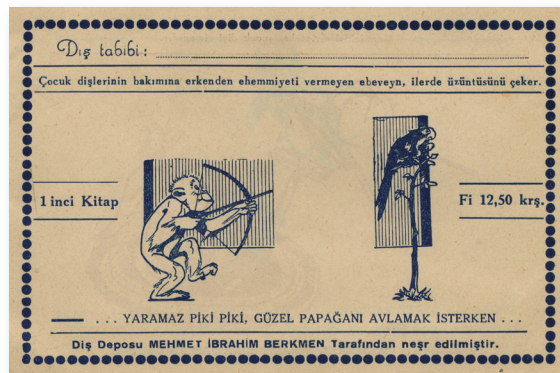 Diş tabibi :
Çocuk dişlerinin bakımına erkenden ehemmiyeti vermeyen ebeveyn, ilerde üzüntüsünü çeker.
1 inci Kitap
Fi 12,50 krş.
... YARAMAZ PİKİ PİKİ, GÜZEL PAPAĞANI AVLAMAK İSTERKEN ...
Diş Deposu MEHMET İBRAHİM BERKMEN Tarafından neşr edilmiştir.